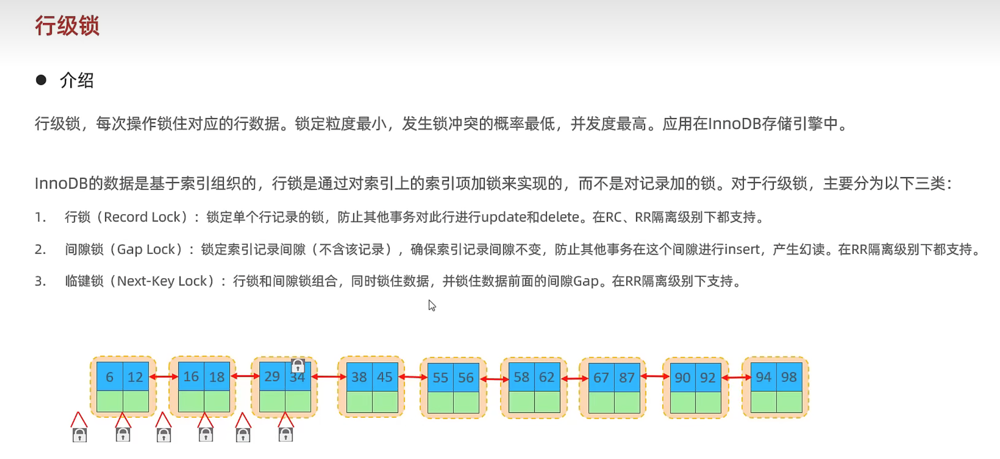 行级锁
● 介绍
行级锁，每次操作锁住对应的行数据。锁定粒度最小，发生锁冲突的概率最低，并发度最高。应用在InnoDB存储引擎中。
InnoDB的数据是基于索引组织的，行锁是通过对索引上的索引项加锁来实现的，而不是对记录加的锁。对于行级锁，主要分为以下三类：
1. 行锁（Record Lock）：锁定单个行记录的锁，防止其他事务对此行进行update和delete。在RC、RR隔离级别下都支持。
2. 间隙锁（Gap Lock）：锁定索引记录间隙（不含该记录），确保索引记录间隙不变，防止其他事务在这个间隙进行insert，产生幻读。在RR隔离级别下都支持。
3. 临键锁（Next-Key Lock）：行锁和间隙锁组合，同时锁住数据，并锁住数据前面的间隙Gap。在RR隔离级别下支持。
6 12 16 18 29 34 38 45 55 56 58 62 67 87 90 92 94 98